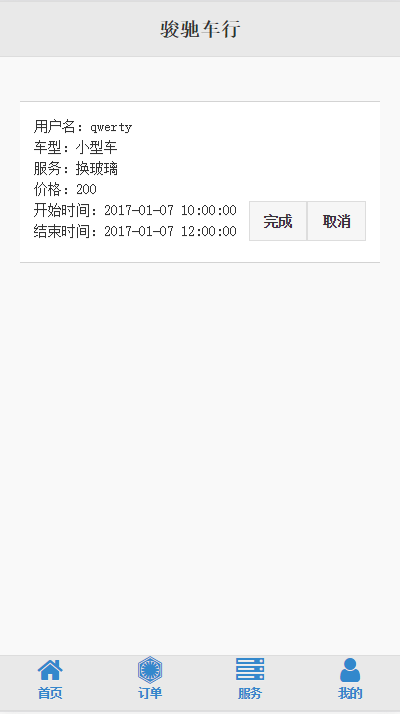 骏驰车行
用户名：qwerty
车型：小型车
服务：换玻璃
价格：200
开始时间：2017-01-07 10:00:00
结束时间：2017-01-07 12:00:00
完成 取消
首页 订单 服务 我的